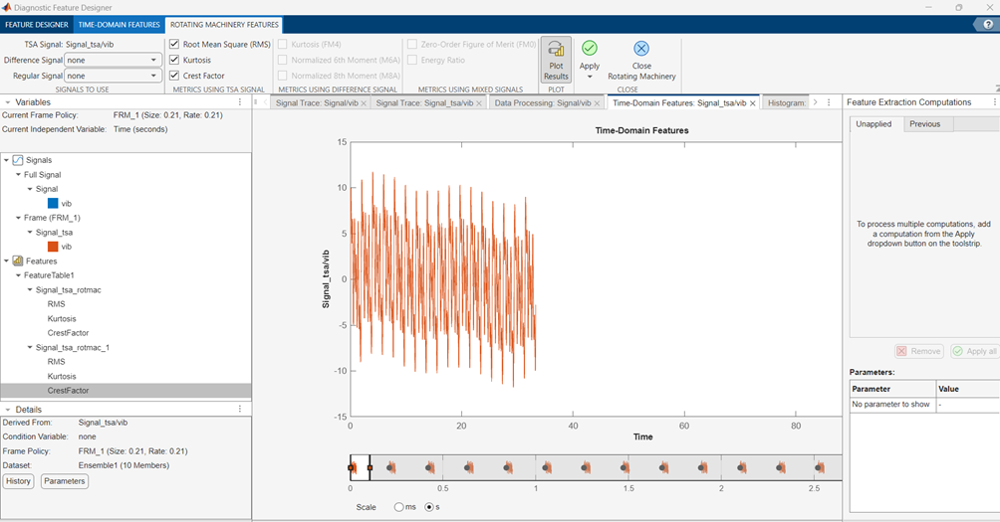 Diagnostic Feature Designer
FEATURE DESIGNER TIME-DOMAIN FEATURES ROTATING MACHINERY FEATURES
TSA Signal: Signal_tsa/vib
Difference Signal none
Regular Signal none
SIGNALS TO USE
Root Mean Square (RMS)
Kurtosis
Crest Factor
METRICS USING TSA SIGNAL
Kurtosis (FM4)
Normalized 6th Moment (M6A)
Normalized 8th Moment (M8A)
METRICS USING DIFFERENCE SIGNAL
Zero-Order Figure of Merit (FM0)
Energy Ratio
METRICS USING MIXED SIGNALS
Plot
Results
PLOT
Apply
Close
Rotating Machinery
CLOSE
Variables
Current Frame Policy: FRM_1 (Size: 0.21, Rate: 0.21)
Current Independent Variable: Time (seconds)
Signals
Full Signal
Signal
vib
Frame (FRM_1)
Signal_tsa
vib
Features
FeatureTable1
Signal_tsa_rotmac
RMS
Kurtosis
CrestFactor
Signal_tsa_rotmac_1
RMS
Kurtosis
CrestFactor
Details
Derived From: Signal_tsa/vib
Condition Variable: none
Frame Policy: FRM_1 (Size: 0.21, Rate: 0.21)
Dataset: Ensemble1 (10 Members)
History Parameters
Signal Trace: Signal/vib Signal Trace: Signal_tsa/vib Data Processing: Signal/vib Time-Domain Features: Signal_tsa/vib Histogram:
Time-Domain Features
Signal_tsa/vib
15
10
5
0
-5
-10
-15
0 20 40 60 80
Time
0 0.5 1 1.5 2 2.5
Scale ms s
Feature Extraction Computations
Unapplied Previous
To process multiple computations, add
a computation from the Apply
dropdown button on the toolstrip.
Remove Apply all
Parameters:
Parameter Value
No parameter to show -